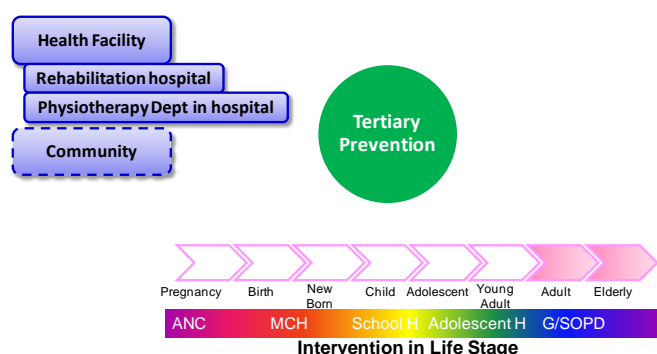 Health Facility
Rehabilitation hospital
Physiotherapy Dept in hospital
Community
Tertiary
Prevention
Pregnancy
Birth
New
Born
Child
Adolescent
Young
Adult
Adult
Elderly
ANC
MCH
School H
Adolescent H
G/SOPD
Intervention in Life Stage